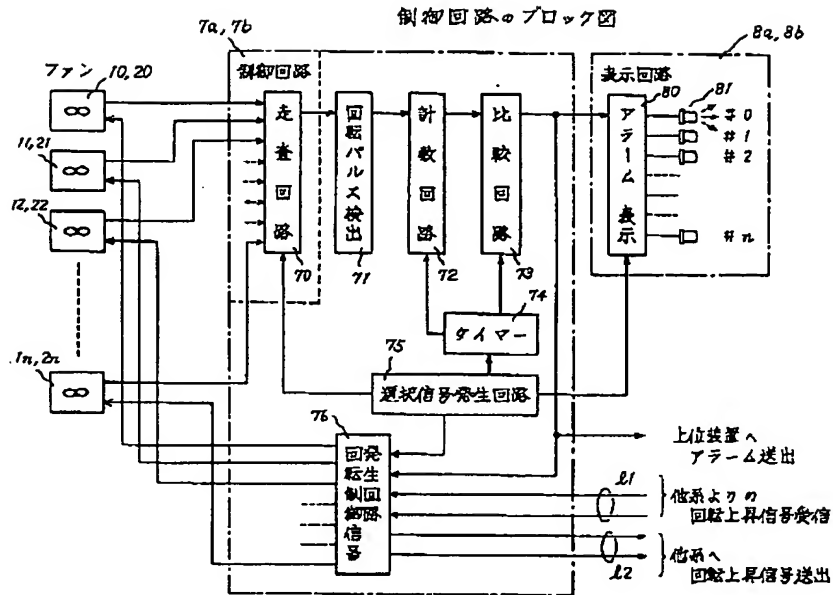 制御回路のブロック図
7a, 7b
8a, 8b
ファン
10, 20
制御回路
表示回路
80
81
∞
走査回路
回転パルス検出
計数回路
比較回路
アラーム表示
#0
11, 21
#1
∞
#2
12, 22
∞
70
71
72
73
#n
74
タイマー
75
1n, 2n
選択信号発生回路
∞
76
回転制御信号
発生回路
上位装置へ
アラーム送出
l1
他系よりの
回転上昇信号受信
l2
他系へ
回転上昇信号送出